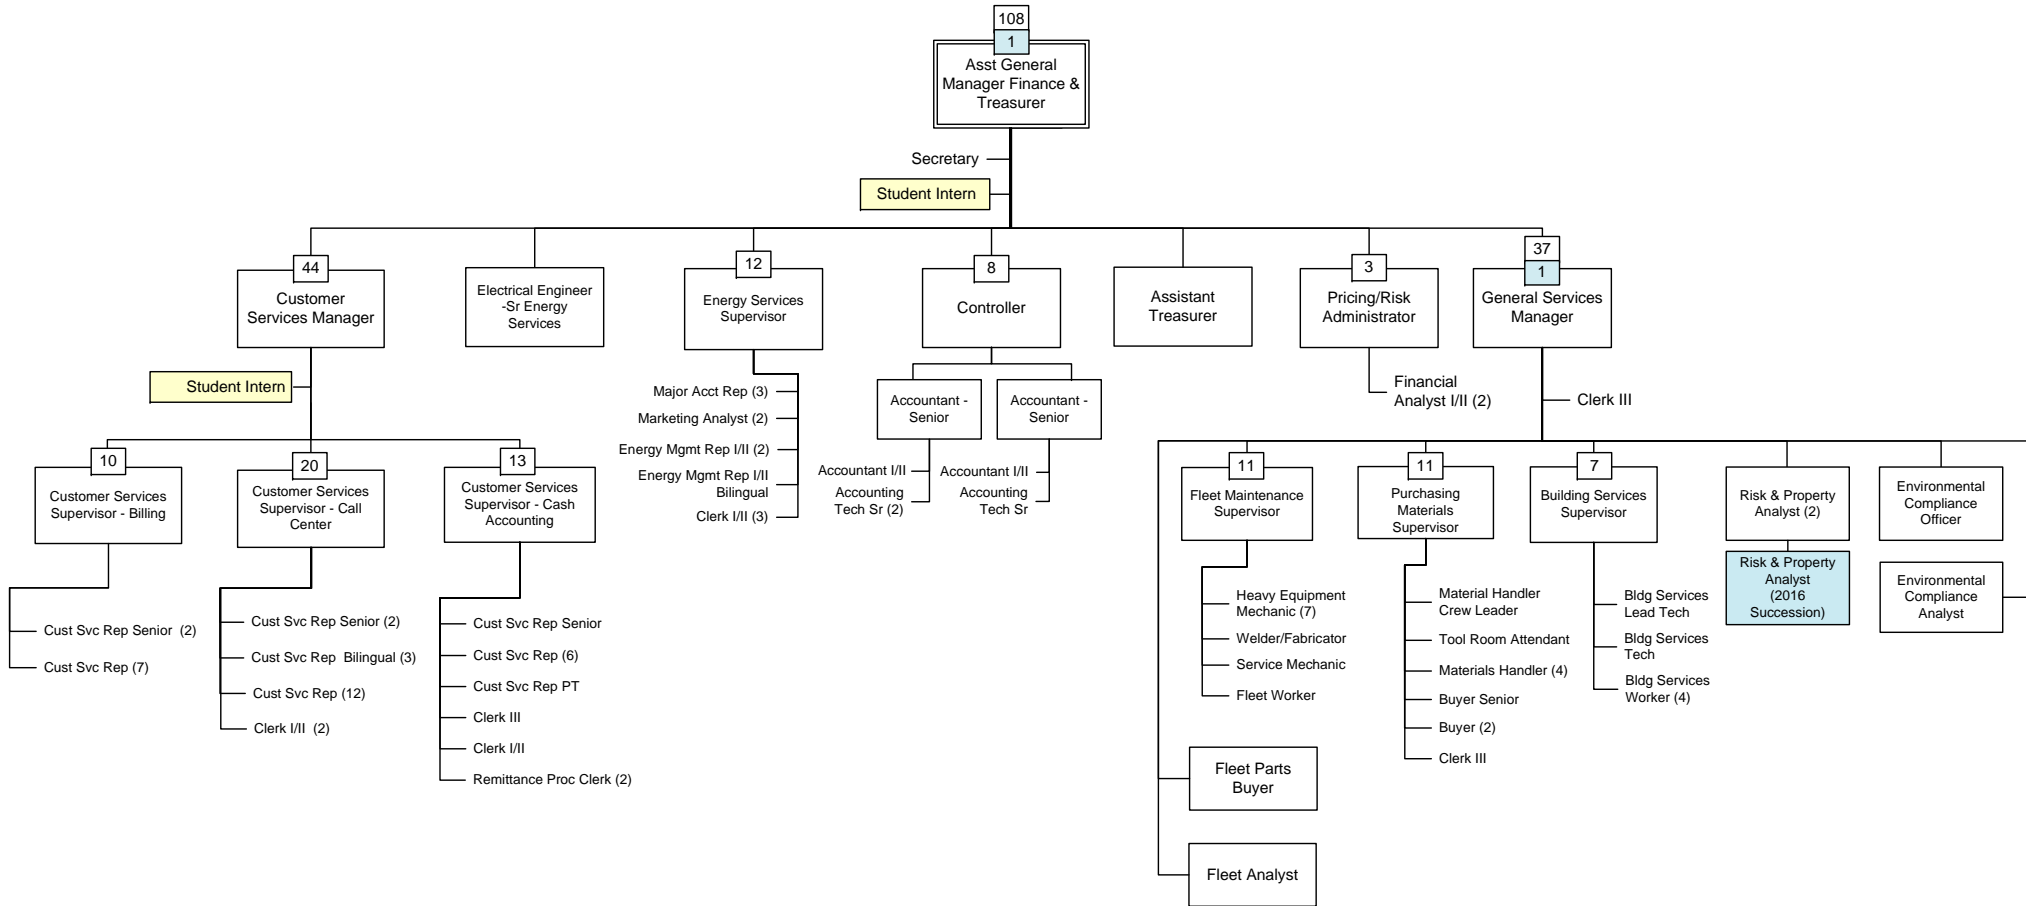 108
1
Asst General
Manager Finance &
Treasurer
Secretary
Student Intern
44
Customer
Services Manager
Electrical Engineer
-Sr Energy
Services
12
Energy Services
Supervisor
8
Controller
Assistant
Treasurer
3
Pricing/Risk
Administrator
37
1
General Services
Manager
Student Intern
10
Customer Services
Supervisor - Billing
Cust Svc Rep Senior (2)
Cust Svc Rep (7)
20
Customer Services
Supervisor - Call
Center
Cust Svc Rep Senior (2)
Cust Svc Rep Bilingual (3)
Cust Svc Rep (12)
Clerk I/II (2)
13
Customer Services
Supervisor - Cash
Accounting
Cust Svc Rep Senior
Cust Svc Rep (6)
Cust Svc Rep PT
Clerk III
Clerk I/II
Remittance Proc Clerk (2)
Major Acct Rep (3)
Marketing Analyst (2)
Energy Mgmt Rep I/II (2)
Energy Mgmt Rep I/II
Bilingual
Clerk I/II (3)
Accountant -
Senior
Accountant I/II
Accounting
Tech Sr (2)
Accountant -
Senior
Accountant I/II
Accounting
Tech Sr
Financial
Analyst I/II (2)
Clerk III
11
Fleet Maintenance
Supervisor
Heavy Equipment
Mechanic (7)
Welder/Fabricator
Service Mechanic
Fleet Worker
11
Purchasing
Materials
Supervisor
Material Handler
Crew Leader
Tool Room Attendant
Materials Handler (4)
Buyer Senior
Buyer (2)
Clerk III
7
Building Services
Supervisor
Bldg Services
Lead Tech
Bldg Services
Tech
Bldg Services
Worker (4)
Risk & Property
Analyst (2)
Risk & Property
Analyst
(2016
Succession)
Environmental
Compliance
Officer
Environmental
Compliance
Analyst
Fleet Parts
Buyer
Fleet Analyst